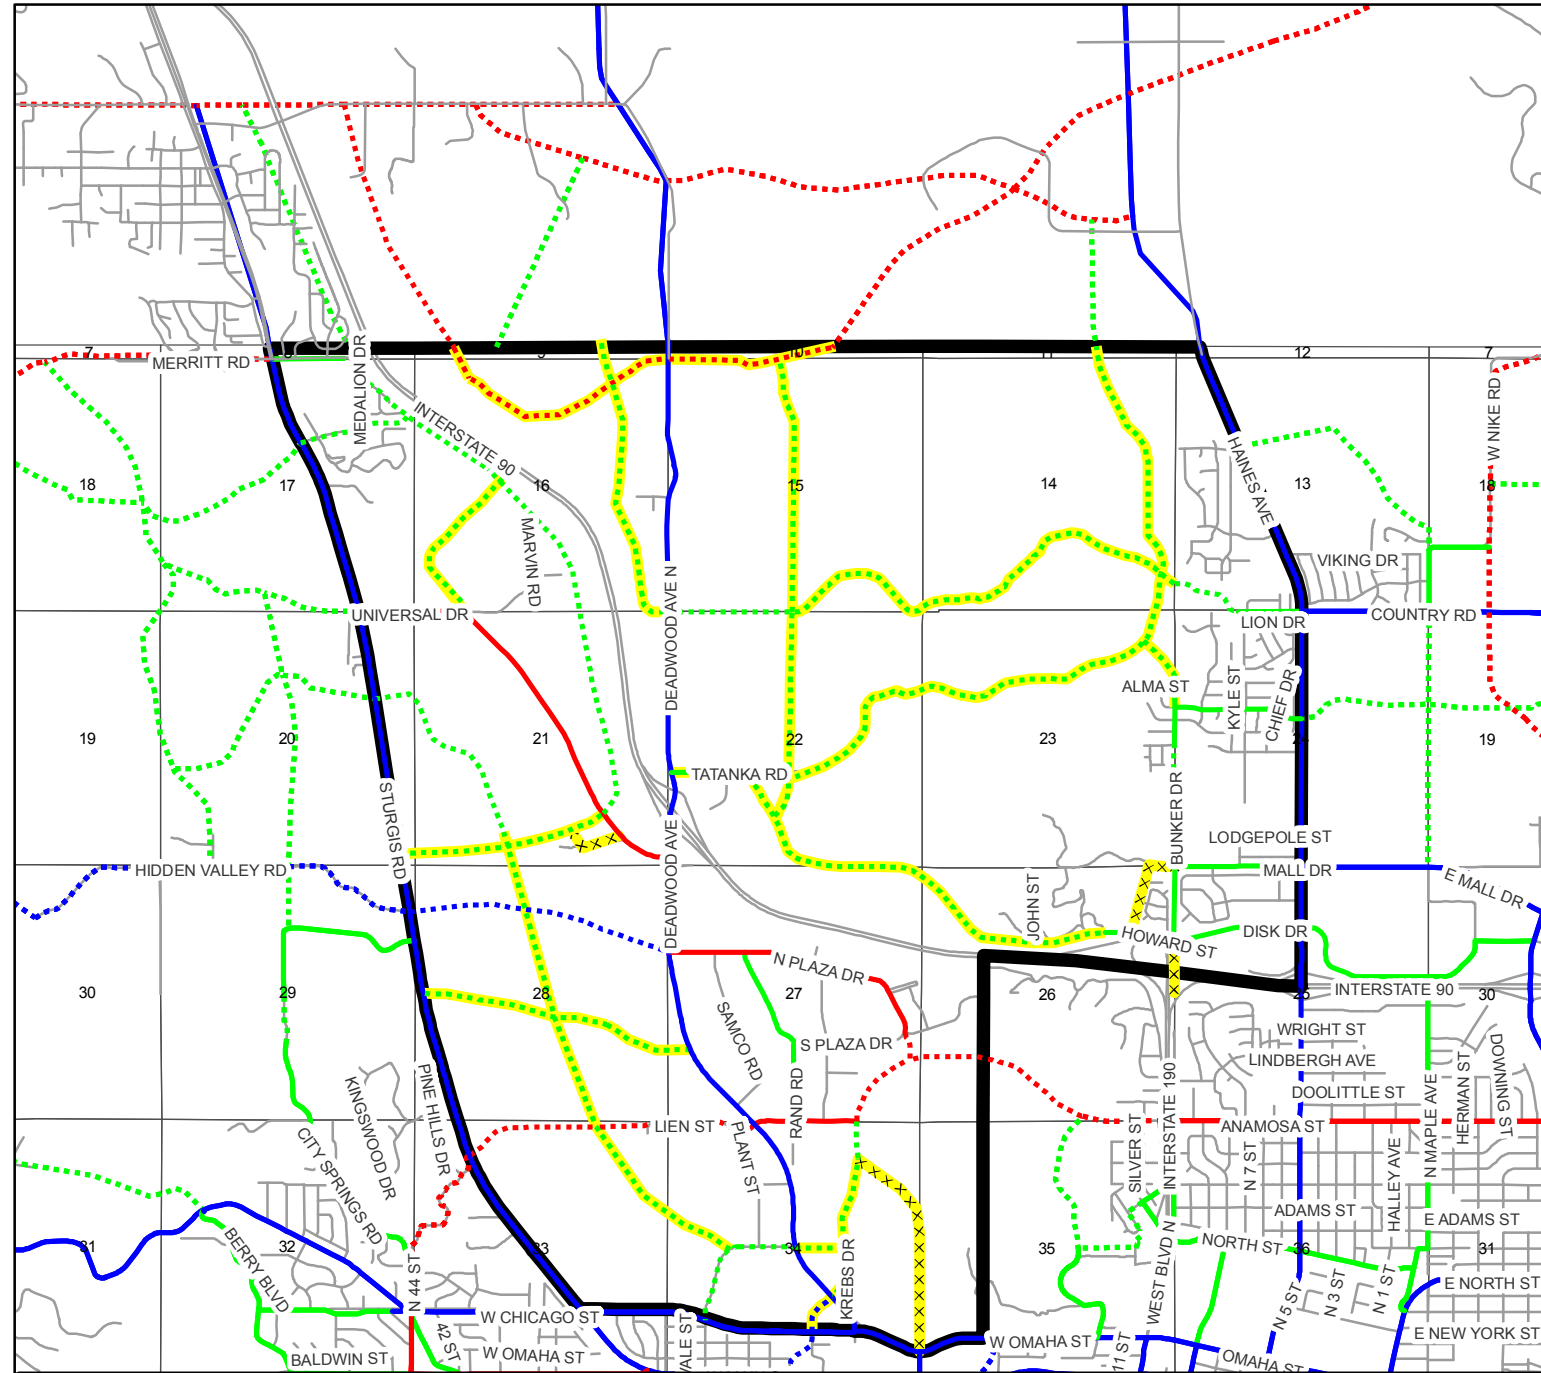 7
8
9
10
11
12
7
MERRITT RD
MEDALION DR
INTERSTATE 90
HAINES AVE
W NIKE RD
18
17
16
15
14
13
18
MARVIN RD
VIKING DR
UNIVERSAL DR
DEADWOOD AVE N
LION DR
COUNTRY RD
ALMA ST
KYLE ST
CHIEF DR
19
20
21
22
23
24
19
TATANKA RD
STURGIS RD
BUNKER DR
LODGEPOLE ST
HIDDEN VALLEY RD
DEADWOOD AVE
MALL DR
E MALL DR
JOHN ST
HOWARD ST
DISK DR
N PLAZA DR
INTERSTATE 90
30
29
28
27
26
25
30
SAMCO RD
S PLAZA DR
WRIGHT ST
LINDBERGH AVE
DOOLITTLE ST
KINGSWOOD DR
PINE HILLS DR
RAND RD
INTERSTATE 190
N MAPLE AVE
HERMAN ST
DOWNING ST
LIEN ST
ANAMOSA ST
CITY SPRINGS RD
PLANT ST
SILVER ST
N 7 ST
HALLEY AVE
ADAMS ST
E ADAMS ST
31
32
33
34
35
36
31
BERRY BLVD
N 44 ST
KREBS DR
WEST BLVD N
NORTH ST
N 5 ST
N 3 ST
N 1 ST
E NORTH ST
W CHICAGO ST
42 ST
W OMAHA ST
VALE ST
W OMAHA ST
11 ST
OMAHA ST
E NEW YORK ST
BALDWIN ST